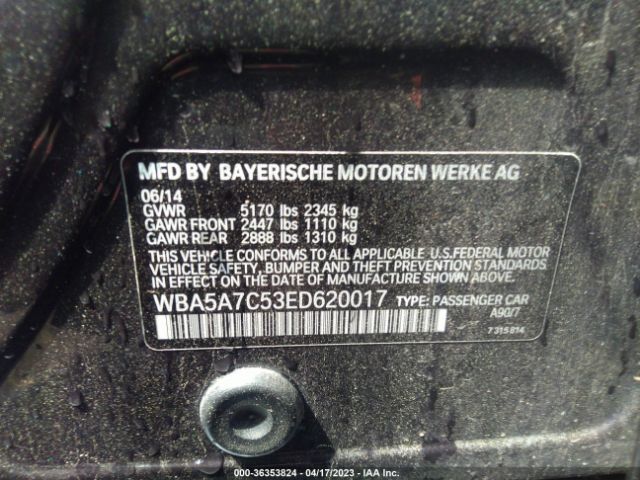 MFD BY BAYERISCHE MOTOREN WERKE AG
06/14
GVWR 5170 lbs 2345 kg
GAWR FRONT 2447 lbs 1110 kg
GAWR REAR 2888 lbs 1310 kg
THIS VEHICLE CONFORMS TO ALL APPLICABLE U.S.FEDERAL MOTOR
VEHICLE SAFETY, BUMPER AND THEFT PREVENTION STANDARDS
IN EFFECT ON THE DATE OF MANUFACTURE SHOWN ABOVE.
WBA5A7C53ED620017 TYPE: PASSENGER CAR
A90/7
7 315 814
000-36353824 - 04/17/2023 - IAA Inc.